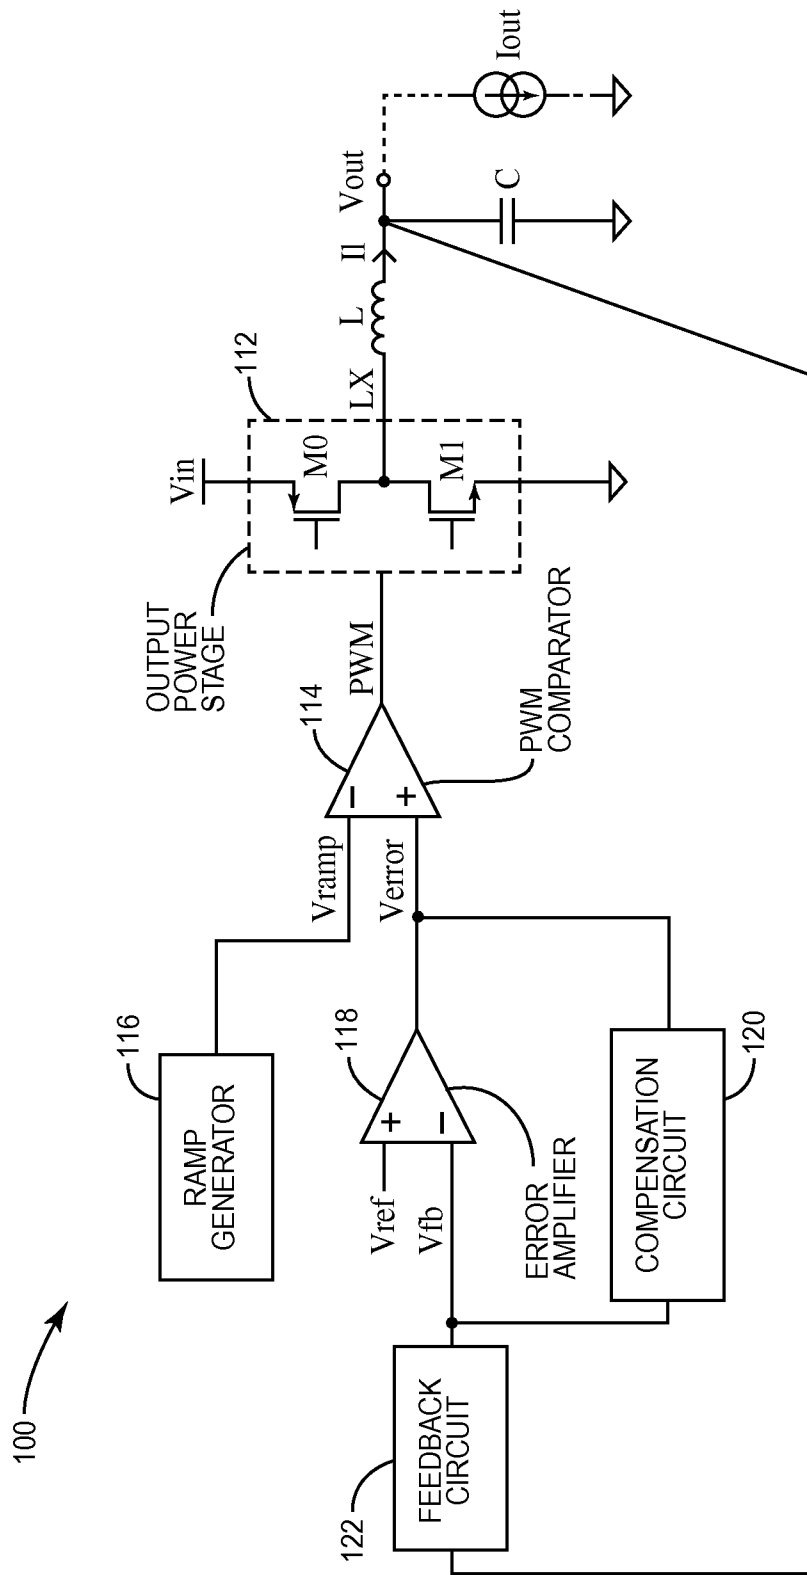 100
122
FEEDBACK
CIRCUIT
116
RAMP
GENERATOR
Vref
Vfb
118
+
−
ERROR
AMPLIFIER
COMPENSATION
CIRCUIT
120
Vramp
Verror
114
−
+
PWM
COMPARATOR
PWM
OUTPUT
POWER
STAGE
112
Vin
M0
M1
LX
L
Il
Vout
C
Iout